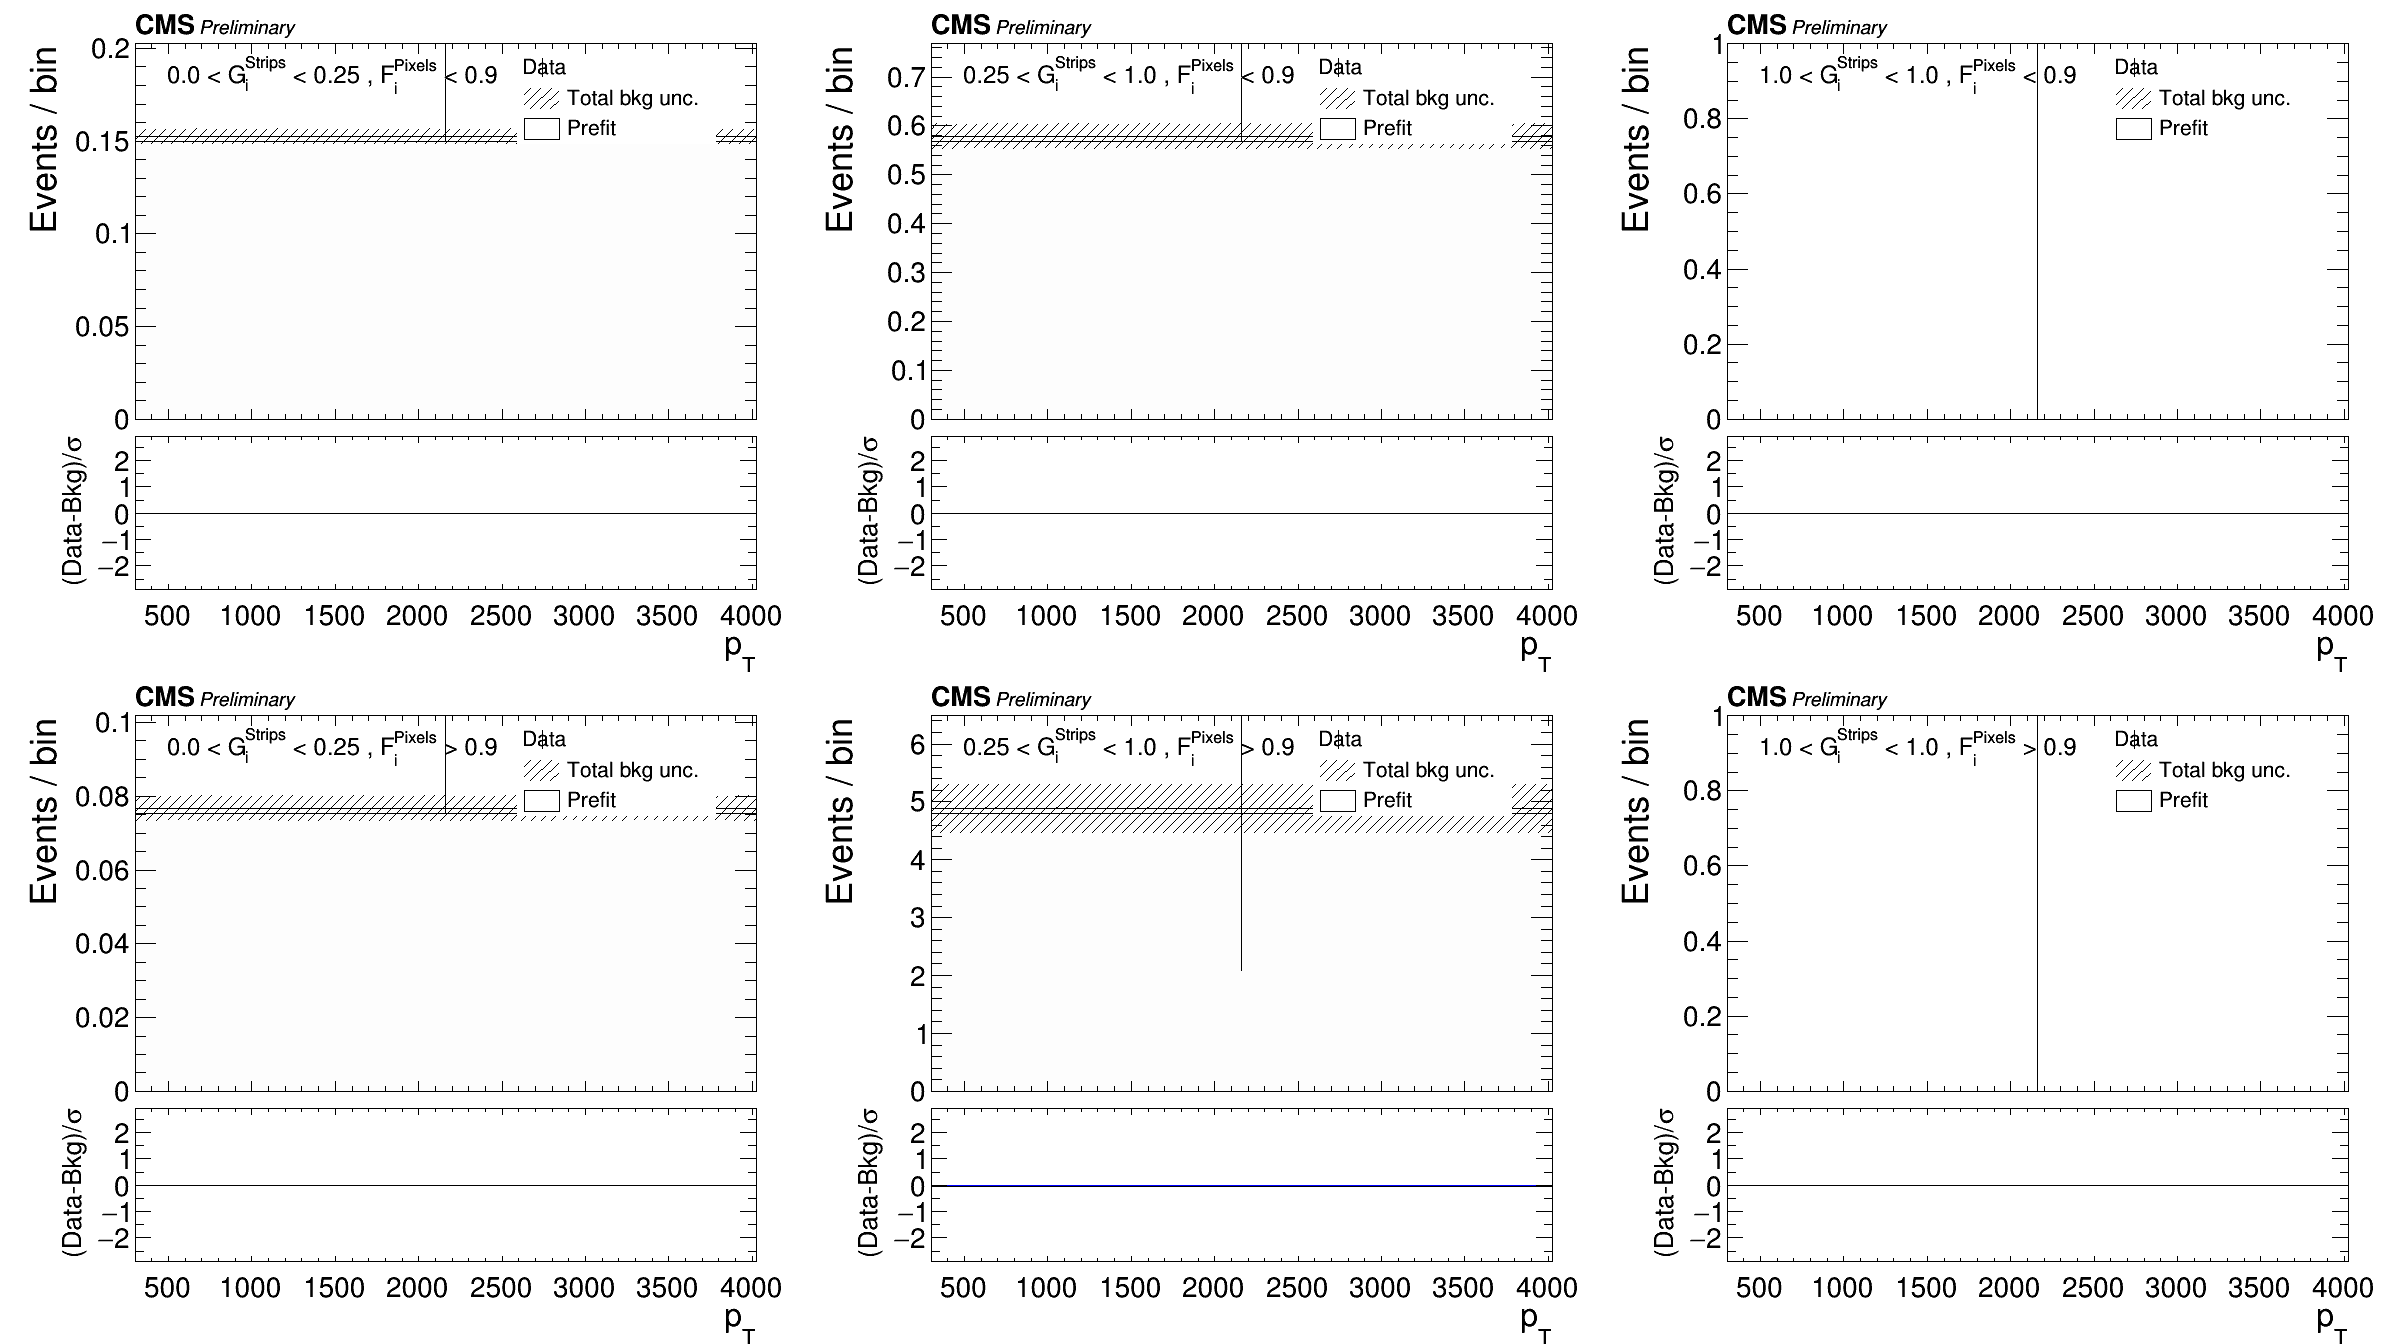 CMS Preliminary
Events / bin
0.2
0.15
0.1
0.05
0
0.0 < G_i^Strips < 0.25 , F_i^Pixels < 0.9
Data
Total bkg unc.
Prefit
(Data-Bkg)/σ
2
1
0
−1
−2
500 1000 1500 2000 2500 3000 3500 4000
p_T
CMS Preliminary
Events / bin
0.7
0.6
0.5
0.4
0.3
0.2
0.1
0
0.25 < G_i^Strips < 1.0 , F_i^Pixels < 0.9
Data
Total bkg unc.
Prefit
(Data-Bkg)/σ
2
1
0
−1
−2
500 1000 1500 2000 2500 3000 3500 4000
p_T
CMS Preliminary
Events / bin
1
0.8
0.6
0.4
0.2
0
1.0 < G_i^Strips < 1.0 , F_i^Pixels < 0.9
Data
Total bkg unc.
Prefit
(Data-Bkg)/σ
2
1
0
−1
−2
500 1000 1500 2000 2500 3000 3500 4000
p_T
CMS Preliminary
Events / bin
0.1
0.08
0.06
0.04
0.02
0
0.0 < G_i^Strips < 0.25 , F_i^Pixels > 0.9
Data
Total bkg unc.
Prefit
(Data-Bkg)/σ
2
1
0
−1
−2
500 1000 1500 2000 2500 3000 3500 4000
p_T
CMS Preliminary
Events / bin
6
5
4
3
2
1
0
0.25 < G_i^Strips < 1.0 , F_i^Pixels > 0.9
Data
Total bkg unc.
Prefit
(Data-Bkg)/σ
2
1
0
−1
−2
500 1000 1500 2000 2500 3000 3500 4000
p_T
CMS Preliminary
Events / bin
1
0.8
0.6
0.4
0.2
0
1.0 < G_i^Strips < 1.0 , F_i^Pixels > 0.9
Data
Total bkg unc.
Prefit
(Data-Bkg)/σ
2
1
0
−1
−2
500 1000 1500 2000 2500 3000 3500 4000
p_T